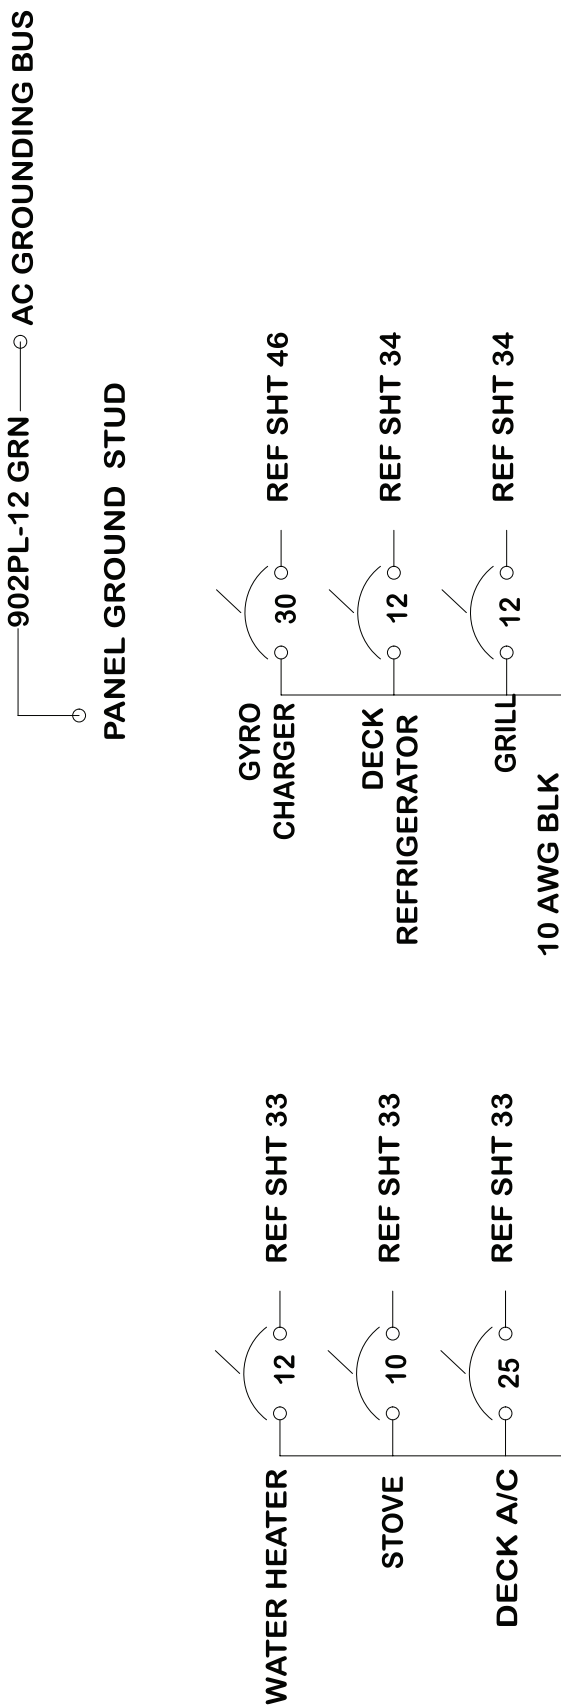 902PL-12 GRN
AC GROUNDING BUS
PANEL GROUND STUD
WATER HEATER
12
REF SHT 33
GYRO
CHARGER
30
REF SHT 46
STOVE
10
REF SHT 33
DECK
REFRIGERATOR
12
REF SHT 34
DECK A/C
25
REF SHT 33
GRILL
12
REF SHT 34
10 AWG BLK